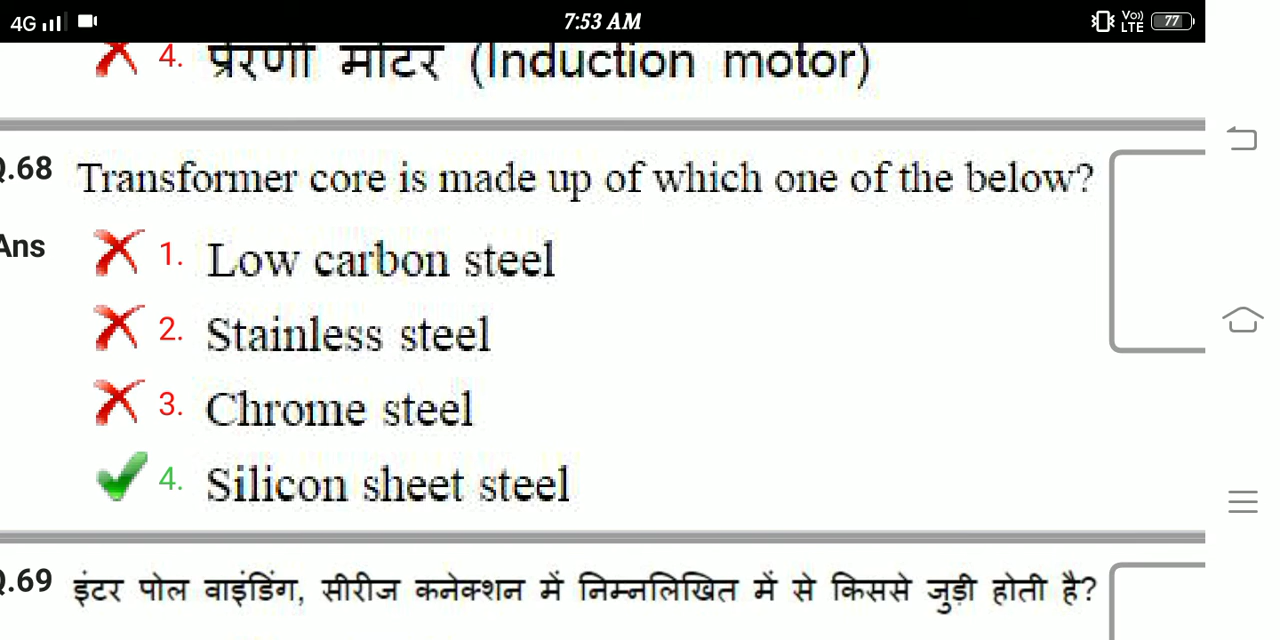 4G 7:53 AM Vo)) LTE 77
4. प्रेरणी मोटर (Induction motor)
Q.68 Transformer core is made up of which one of the below?
Ans 1. Low carbon steel
2. Stainless steel
3. Chrome steel
4. Silicon sheet steel
Q.69 इंटर पोल वाइंडिंग, सीरीज कनेक्शन में निम्नलिखित में से किससे जुड़ी होती है?